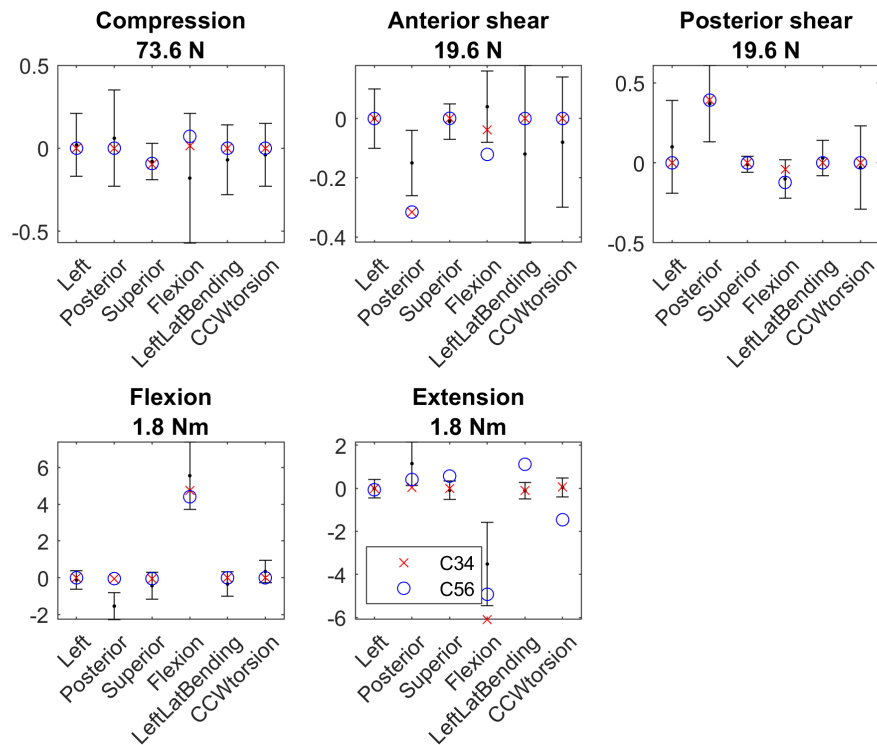 Compression
73.6 N
0.5
0
-0.5
Left
Posterior
Superior
Flexion
LeftLatBending
CCWtorsion
Anterior shear
19.6 N
0
-0.2
-0.4
Left
Posterior
Superior
Flexion
LeftLatBending
CCWtorsion
Posterior shear
19.6 N
0.5
0
-0.5
Left
Posterior
Superior
Flexion
LeftLatBending
CCWtorsion
Flexion
1.8 Nm
6
4
2
0
-2
Left
Posterior
Superior
Flexion
LeftLatBending
CCWtorsion
Extension
1.8 Nm
2
0
-2
-4
-6
C34
C56
Left
Posterior
Superior
Flexion
LeftLatBending
CCWtorsion